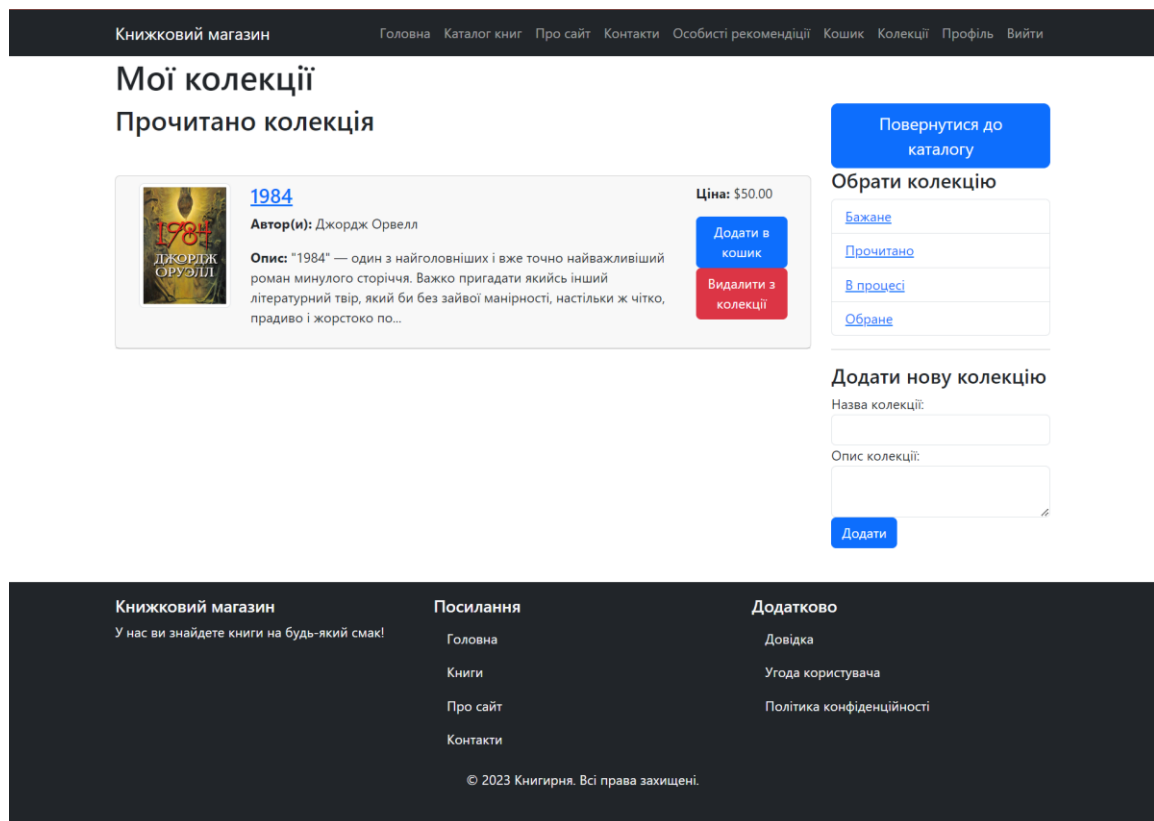 Книжковий магазин
Головна Каталог книг Про сайт Контакти Особисті рекомендіції Кошик Колекції Профіль Вийти
Мої колекції
Прочитано колекція
1984
ДЖОРДЖ
ОРУЭЛЛ
1984
Автор(и): Джордж Орвелл
Опис: "1984" — один з найголовніших і вже точно найважливіший
роман минулого сторіччя. Важко пригадати якийсь інший
літературний твір, який би без зайвої манірності, настільки ж чітко,
прадиво і жорстоко по...
Ціна: $50.00
Додати в
кошик
Видалити з
колекції
Повернутися до
каталогу
Обрати колекцію
Бажане
Прочитано
В процесі
Обране
Додати нову колекцію
Назва колекції:
Опис колекції:
Додати
Книжковий магазин
У нас ви знайдете книги на будь-який смак!
Посилання
Головна
Книги
Про сайт
Контакти
Додатково
Довідка
Угода користувача
Політика конфіденційності
© 2023 Книгирня. Всі права захищені.